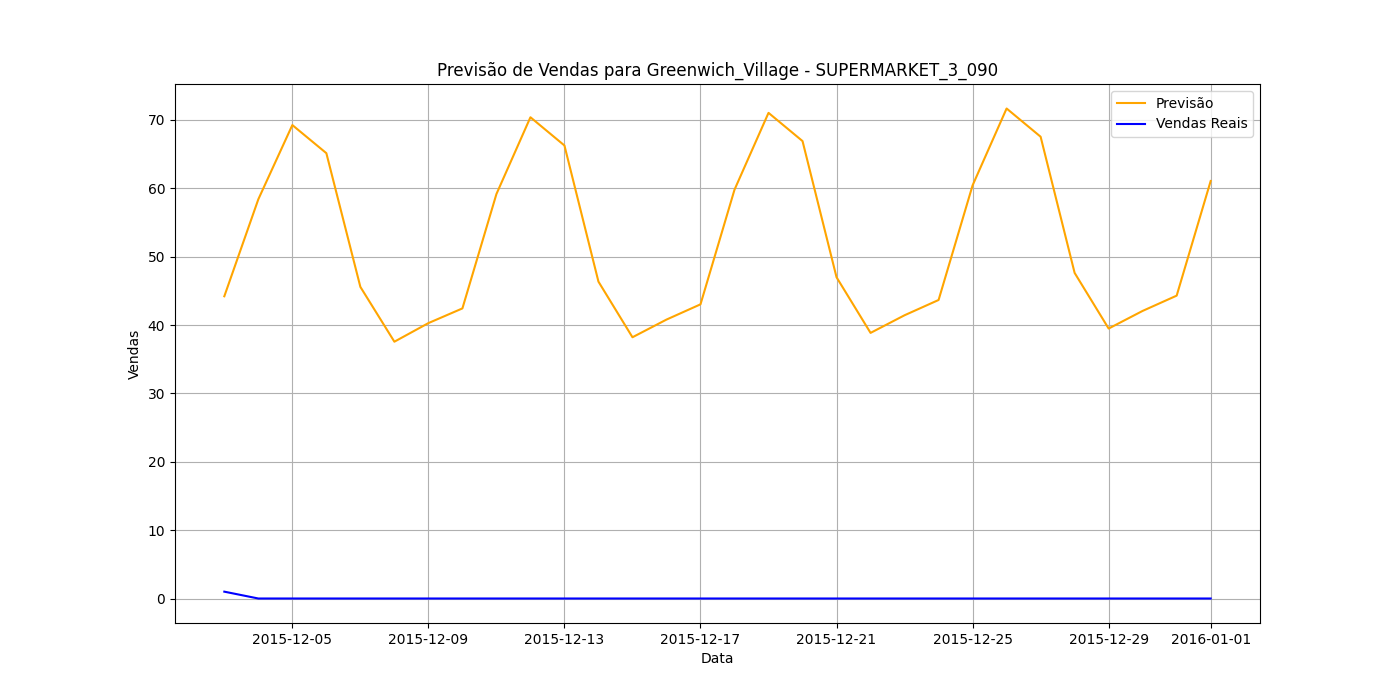 Previsão de Vendas para Greenwich_Village - SUPERMARKET_3_090
Previsão
Vendas Reais
Vendas
70
60
50
40
30
20
10
0
2015-12-05 2015-12-09 2015-12-13 2015-12-17 2015-12-21 2015-12-25 2015-12-29 2016-01-01
Data